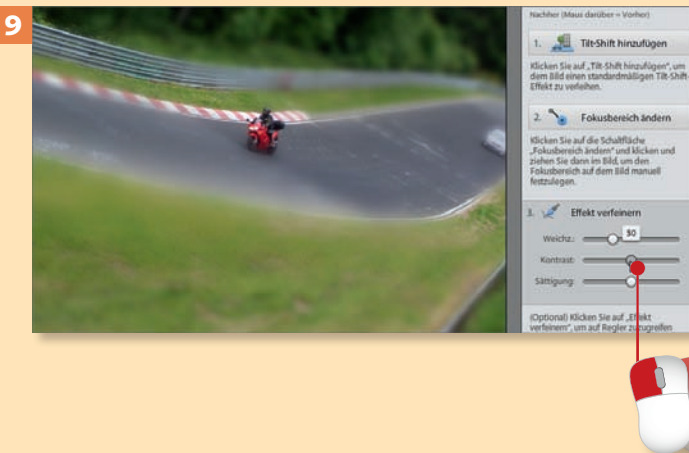 9
Nachher (Maus darüber = Vorher)
1. Tilt-Shift hinzufügen
Klicken Sie auf „Tilt-Shift hinzufügen", um
dem Bild einen standardmäßigen Tilt-Shift-
Effekt zu verleihen.
2. Fokusbereich ändern
Klicken Sie auf die Schaltfläche
„Fokusbereich ändern" und klicken und
ziehen Sie dann im Bild, um den
Fokusbereich auf dem Bild manuell
festzulegen.
3. Effekt verfeinern
Weichz.:
50
Kontrast:
Sättigung:
(Optional) Klicken Sie auf „Effekt
verfeinern", um auf Regler zuzugreifen